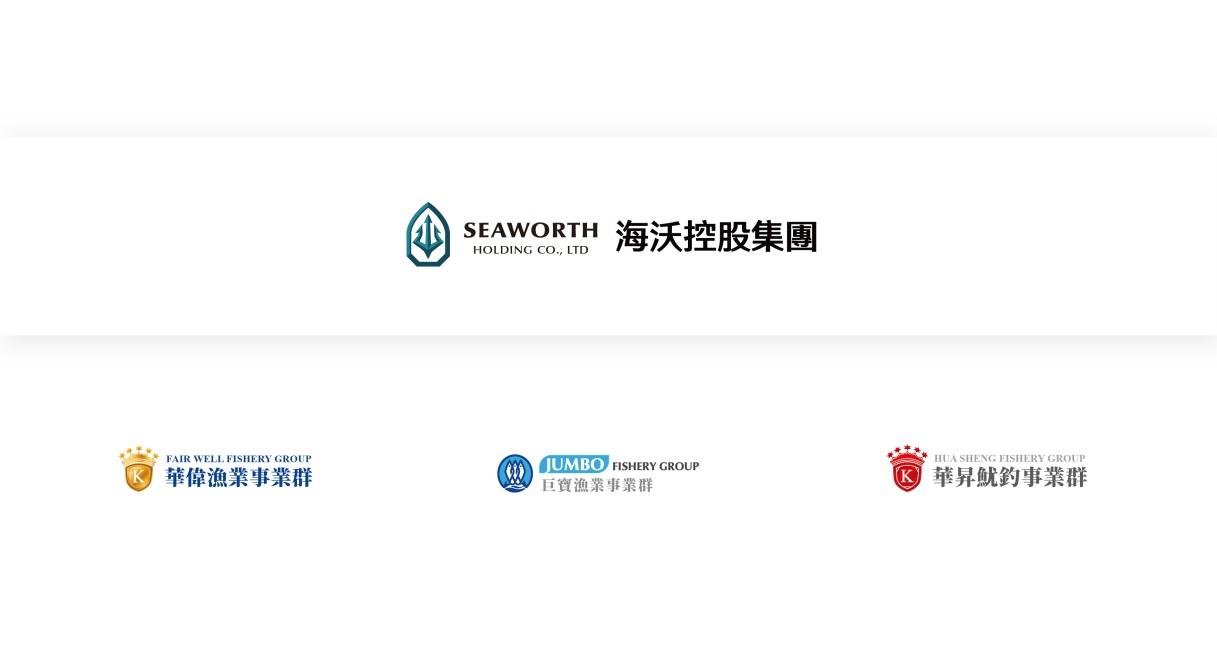 SEAWORTH
HOLDING CO., LTD
海沃控股集團
K
FAIR WELL FISHERY GROUP
華偉漁業事業群
JUMBO FISHERY GROUP
巨寶漁業事業群
K
HUA SHENG FISHERY GROUP
華昇魷釣事業群